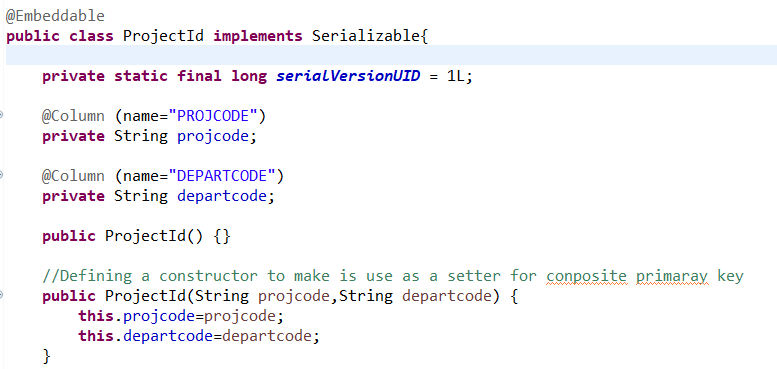 @Embeddable
public class ProjectId implements Serializable{
private static final long serialVersionUID = 1L;
@Column (name="PROJCODE")
private String projcode;
@Column (name="DEPARTCODE")
private String departcode;
public ProjectId() {}
//Defining a constructor to make is use as a setter for conposite primaray key
public ProjectId(String projcode,String departcode) {
this.projcode=projcode;
this.departcode=departcode;
}